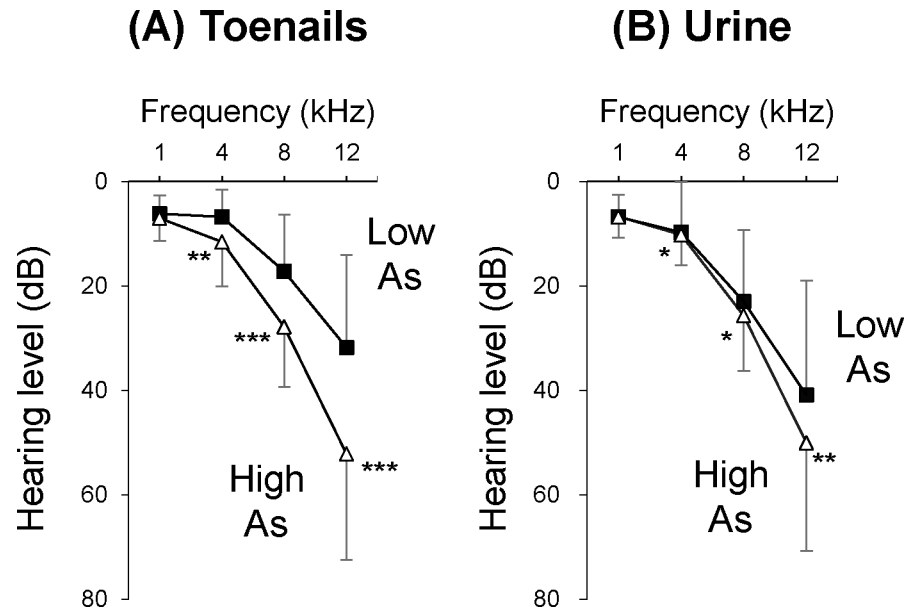 (A) Toenails
Frequency (kHz)
1 4 8 12
0
20
40
60
80
Hearing level (dB)
Low
As
High
As
**
***
***
(B) Urine
Frequency (kHz)
1 4 8 12
0
20
40
60
80
Hearing level (dB)
Low
As
High
As
*
*
**